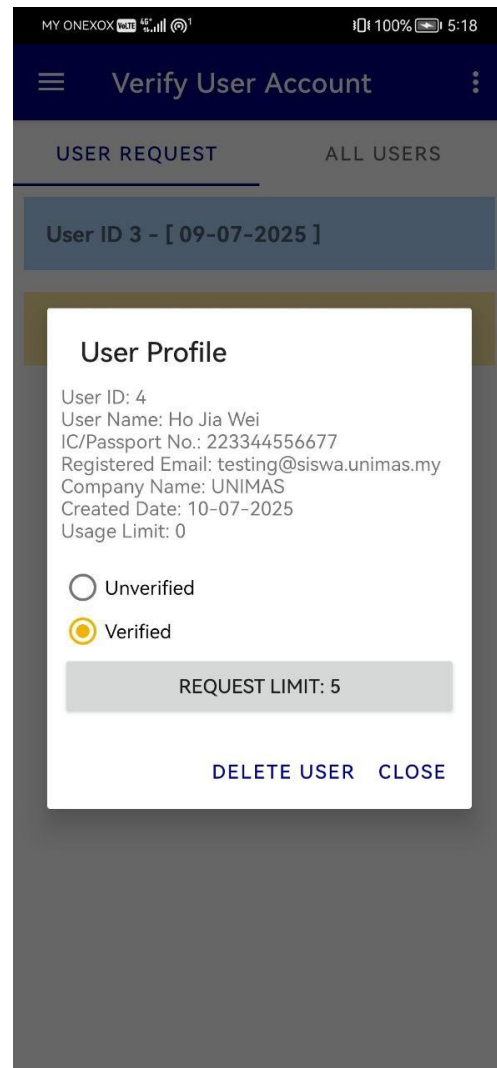 MY ONEXOX VoLTE 4G 1 100% 5:18
Verify User Account
USER REQUEST ALL USERS
User ID 3 - [ 09-07-2025 ]
User Profile
User ID: 4
User Name: Ho Jia Wei
IC/Passport No.: 223344556677
Registered Email: testing@siswa.unimas.my
Company Name: UNIMAS
Created Date: 10-07-2025
Usage Limit: 0
Unverified
Verified
REQUEST LIMIT: 5
DELETE USER CLOSE